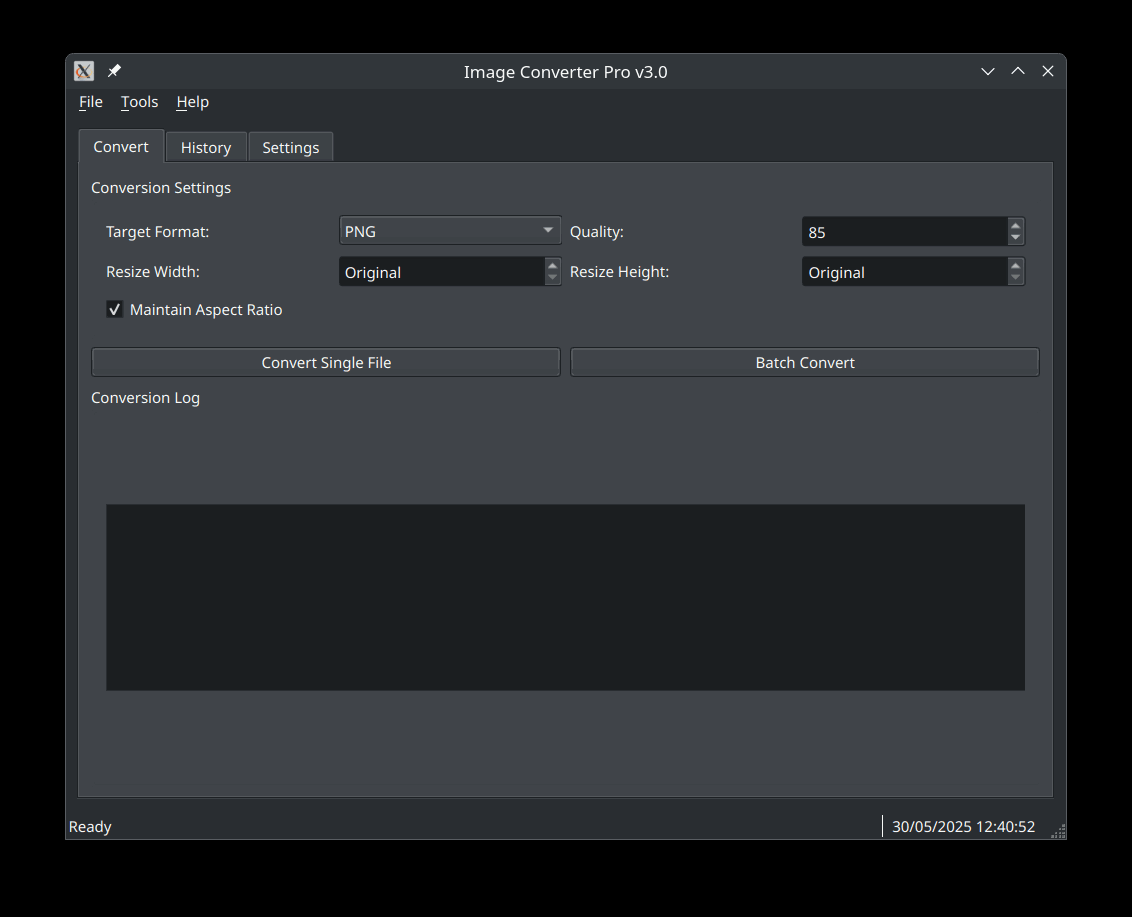 Image Converter Pro v3.0
File Tools Help
Convert History Settings
Conversion Settings
Target Format: PNG Quality: 85
Resize Width: Original Resize Height: Original
Maintain Aspect Ratio
Convert Single File Batch Convert
Conversion Log
Ready 30/05/2025 12:40:52